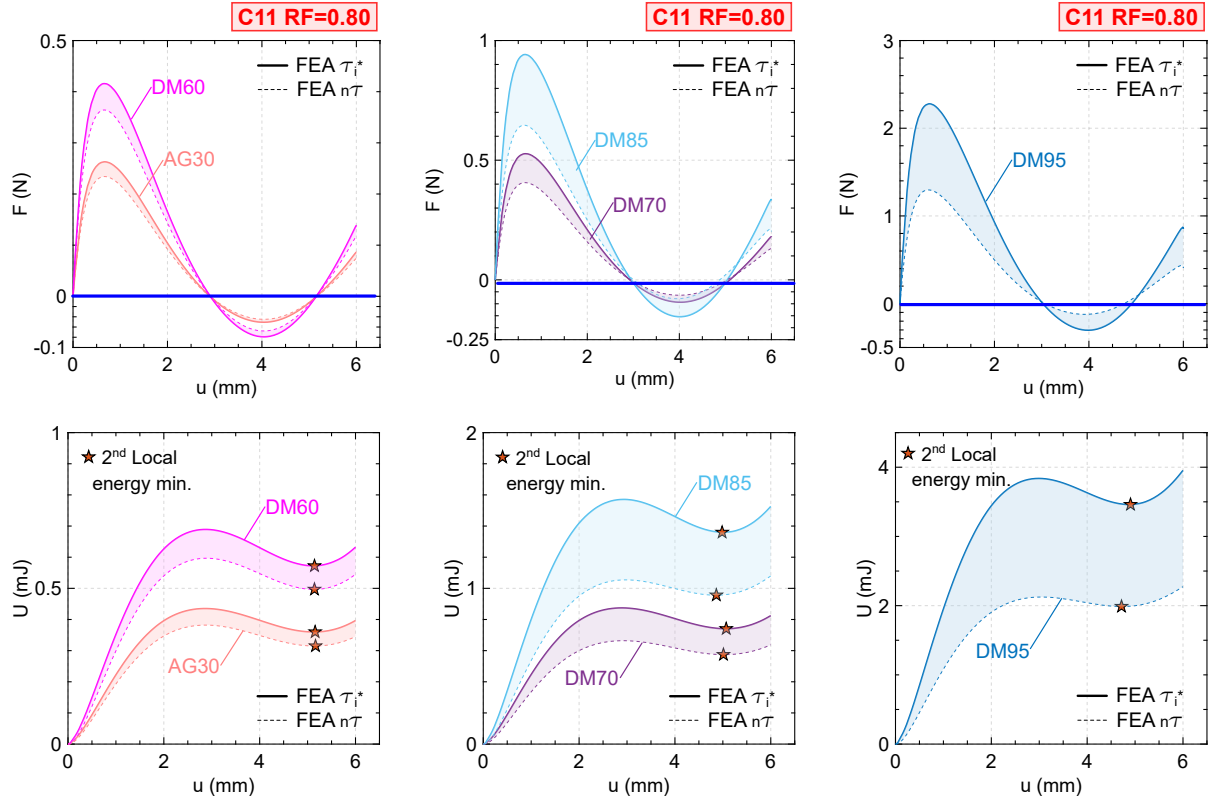 C11 RF=0.80
0.5
0
-0.1
F (N)
DM60
AG30
FEA τᵢ*
FEA ₙτ
0 2 4 6
u (mm)
C11 RF=0.80
1
0.5
0
-0.25
F (N)
DM85
DM70
FEA τᵢ*
FEA ₙτ
0 2 4 6
u (mm)
C11 RF=0.80
3
2
1
0
-0.5
F (N)
DM95
FEA τᵢ*
FEA ₙτ
0 2 4 6
u (mm)
1
0.5
0
U (mJ)
2nd Local
energy min.
DM60
AG30
FEA τᵢ*
FEA ₙτ
0 2 4 6
u (mm)
2
1
0
U (mJ)
2nd Local
energy min.
DM85
DM70
FEA τᵢ*
FEA ₙτ
0 2 4 6
u (mm)
4
2
0
U (mJ)
2nd Local
energy min.
DM95
FEA τᵢ*
FEA ₙτ
0 2 4 6
u (mm)